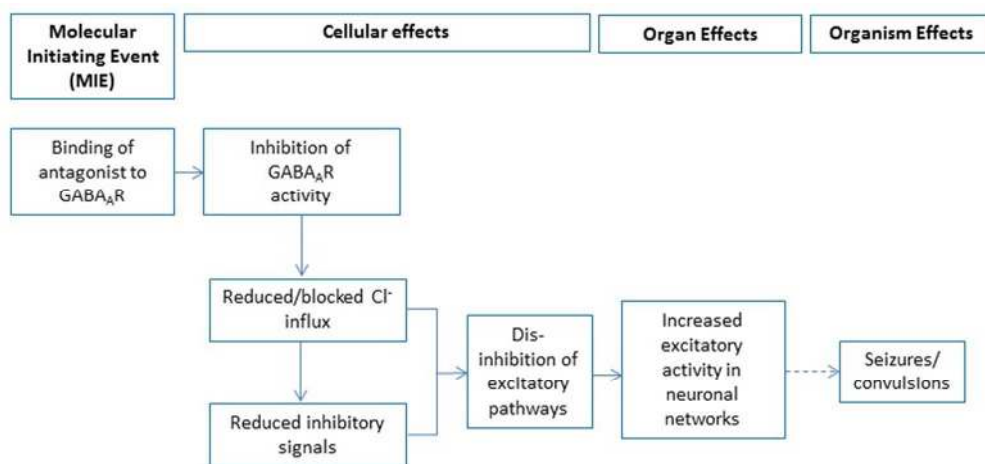 Molecular
Initiating Event
(MIE)
Cellular effects
Organ Effects
Organism Effects
Binding of
antagonist to
GABAAR
Inhibition of
GABAAR
activity
Reduced/blocked Cl-
influx
Reduced inhibitory
signals
Dis-
inhibition of
excitatory
pathways
Increased
excitatory
activity in
neuronal
networks
Seizures/
convulsions